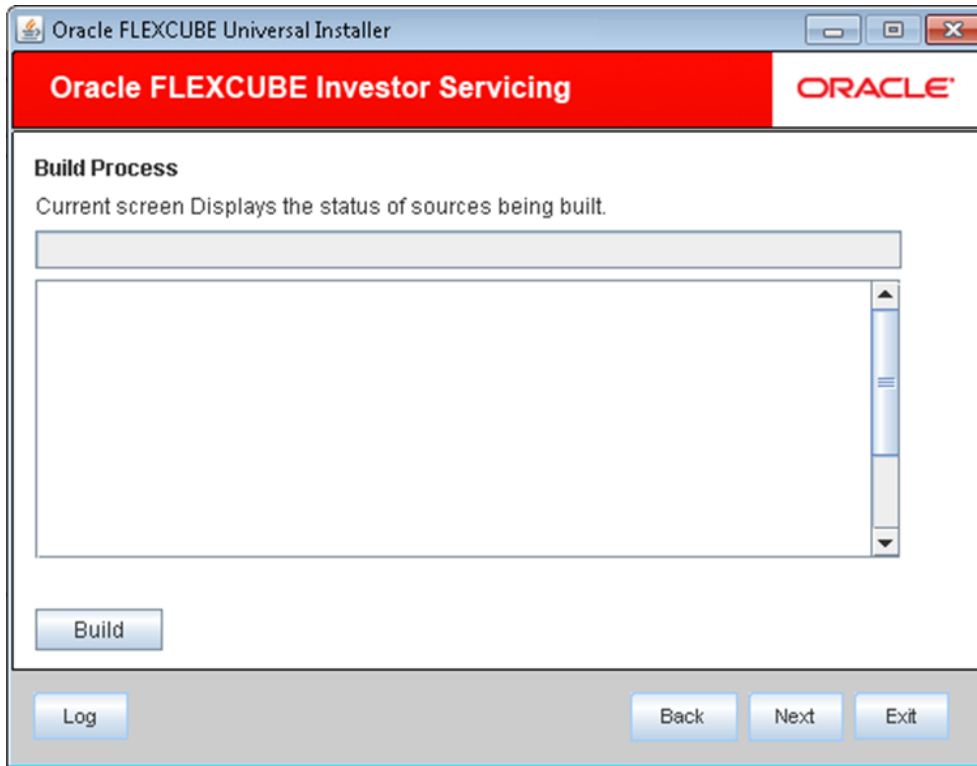 Oracle FLEXCUBE Universal Installer
Oracle FLEXCUBE Investor Servicing
ORACLE
Build Process
Current screen Displays the status of sources being built.
Build
Log
Back
Next
Exit